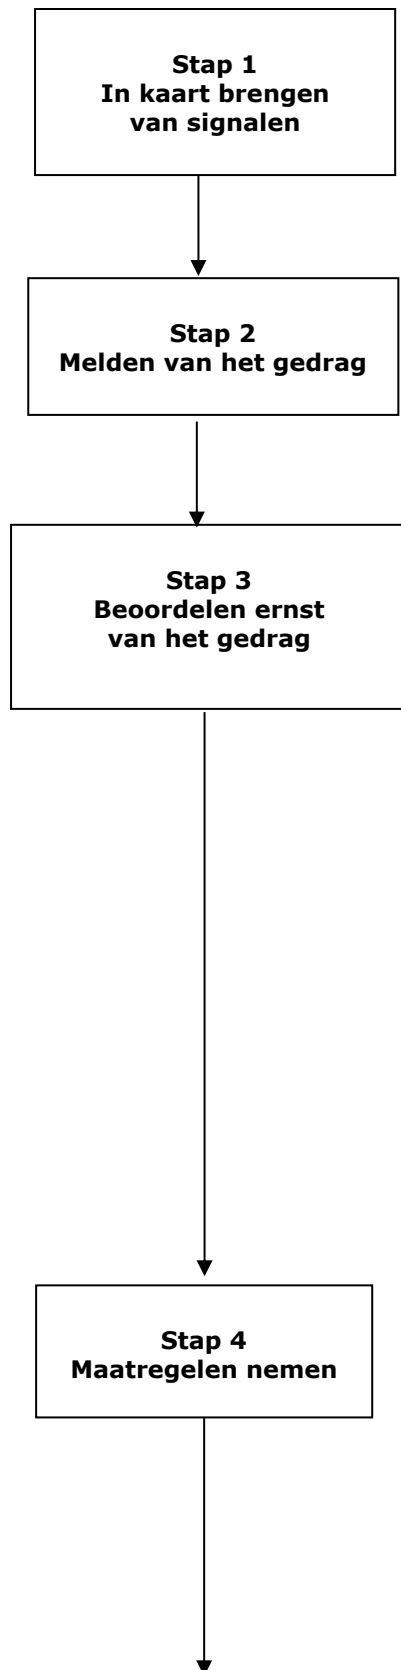 Stap 1
In kaart brengen
van signalen
Stap 2
Melden van het gedrag
Stap 3
Beoordelen ernst
van het gedrag
Stap 4
Maatregelen nemen